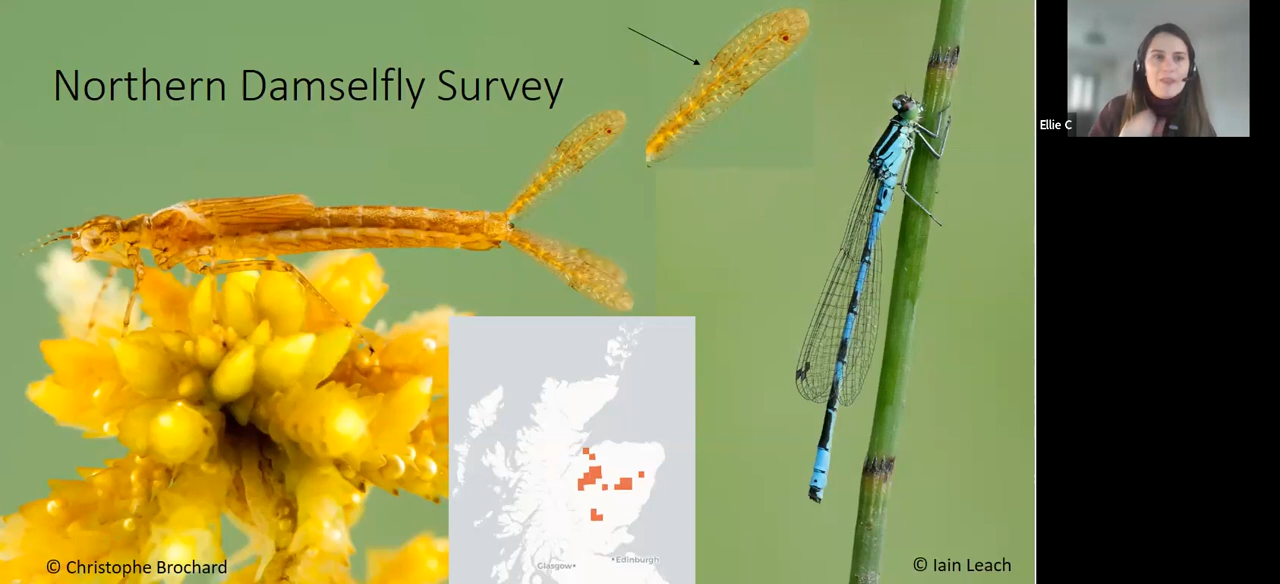 Northern Damselfly Survey
Ellie C
Glasgow
Edinburgh
© Christophe Brochard
© Iain Leach